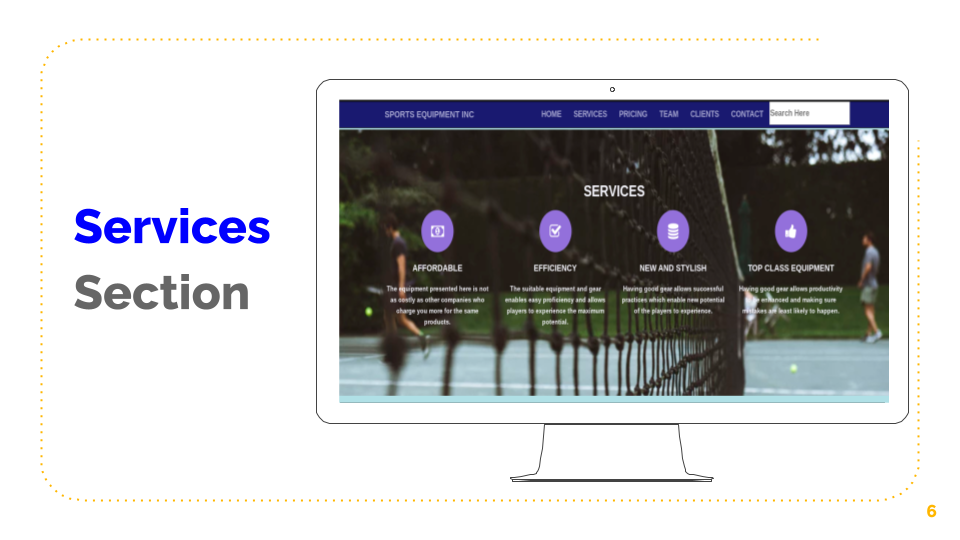 Services
Section
SPORTS EQUIPMENT INC HOME SERVICES PRICING TEAM CLIENTS CONTACT Search Here
SERVICES
AFFORDABLE
The equipment presented here is not
as costly as other companies who
charge you more for the same
products.
EFFICIENCY
The suitable equipment and gear
enables easy proficiency and allows
players to experience the maximum
potential.
NEW AND STYLISH
Having good gear allows successful
practices which enable new potential
of the players to experience.
TOP CLASS EQUIPMENT
Having good gear allows productivity
to be enhanced and making sure
mistakes are least likely to happen.
6